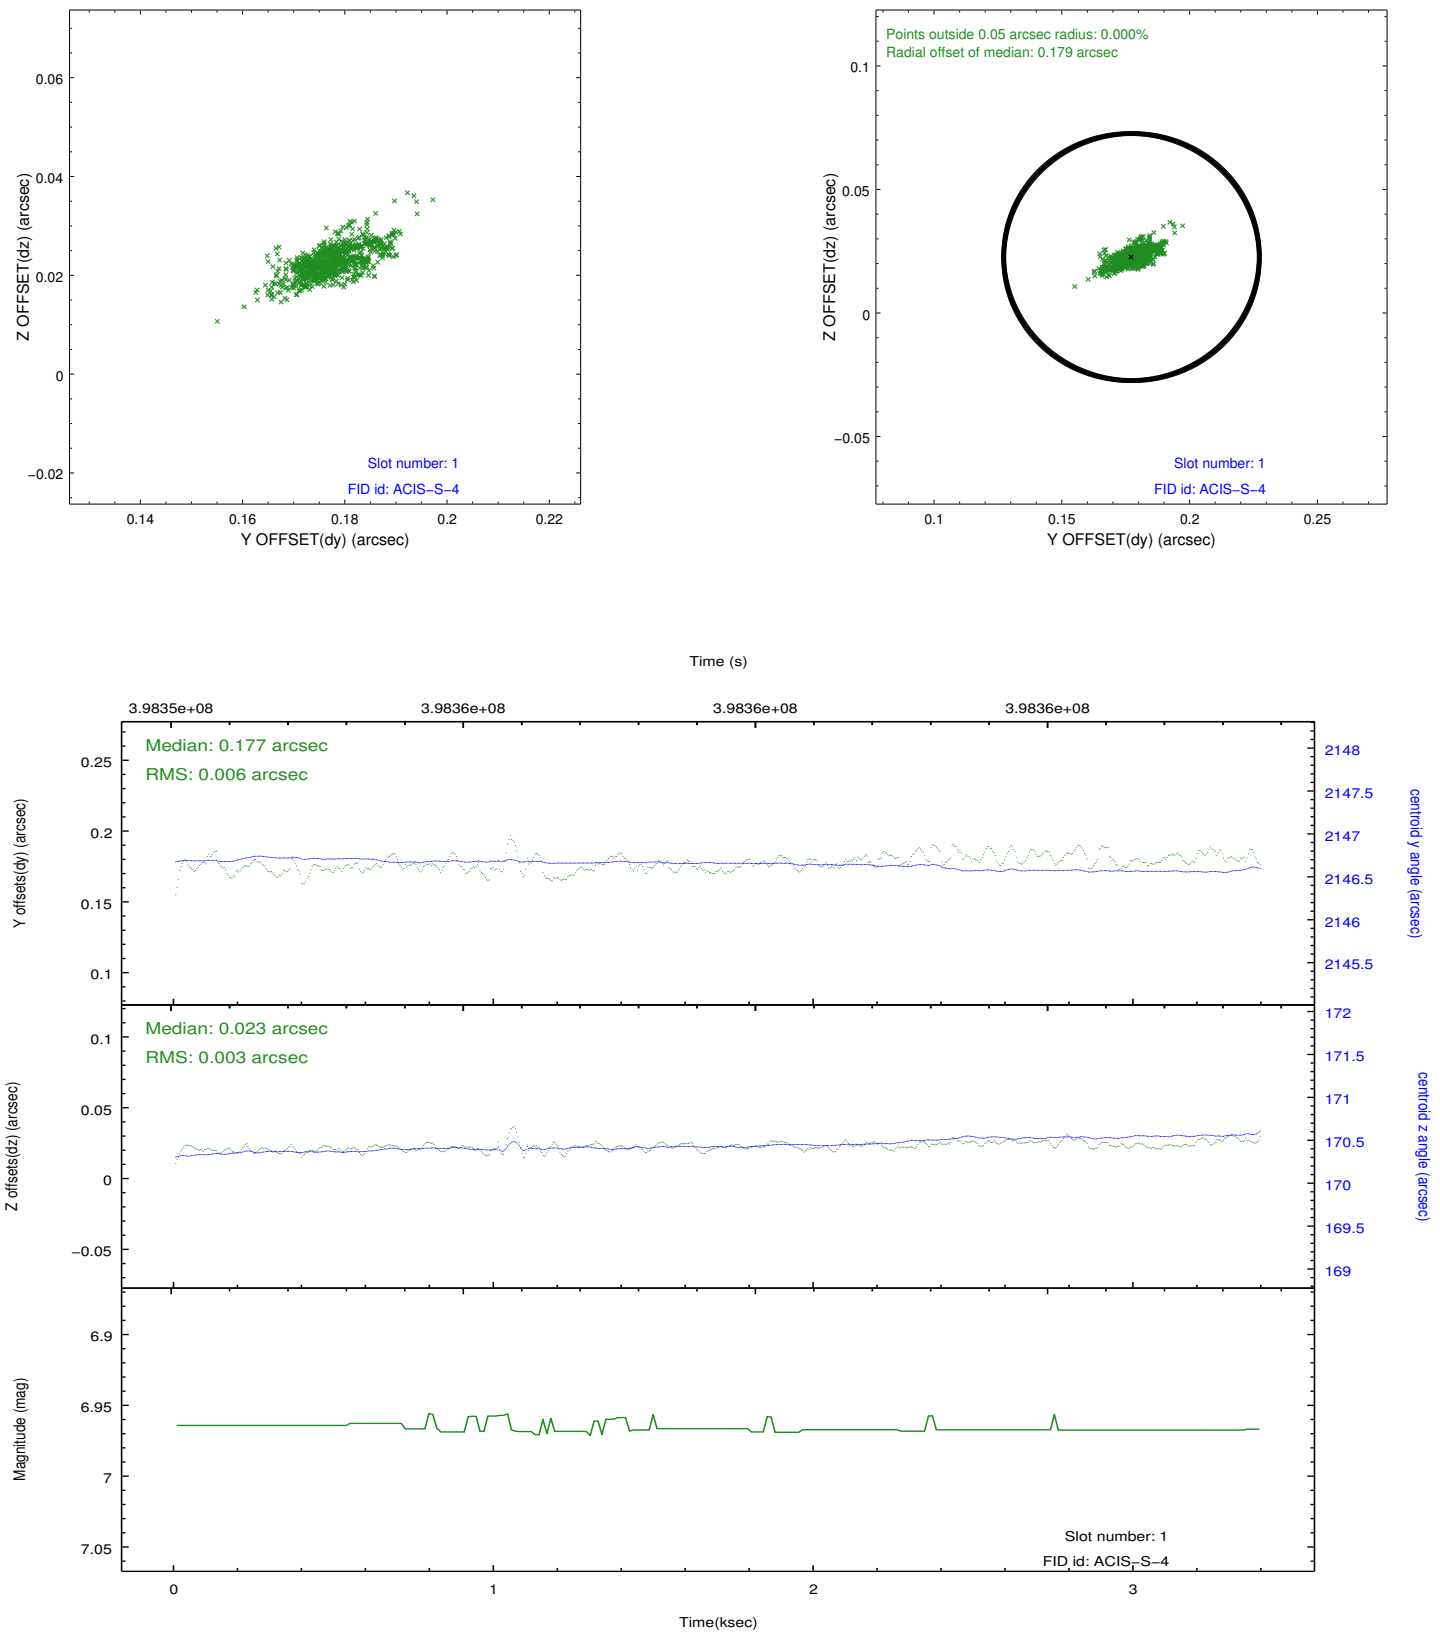 0.06
0.04
0.02
0
−0.02
0.14
0.16
0.18
0.2
0.22
Z OFFSET(dz) (arcsec)
Y OFFSET(dy) (arcsec)
Slot number: 1
FID id: ACIS−S−4
Points outside 0.05 arcsec radius: 0.000%
Radial offset of median: 0.179 arcsec
0.1
0.05
0
−0.05
0.1
0.15
0.2
0.25
Z OFFSET(dz) (arcsec)
Y OFFSET(dy) (arcsec)
Slot number: 1
FID id: ACIS−S−4
Time (s)
3.9835e+08
3.9836e+08
3.9836e+08
3.9836e+08
Median: 0.177 arcsec
RMS: 0.006 arcsec
0.25
0.2
0.15
0.1
Y offsets(dy) (arcsec)
2148
2147.5
2147
2146.5
2146
2145.5
centroid y angle (arcsec)
Median: 0.023 arcsec
RMS: 0.003 arcsec
0.1
0.05
0
−0.05
Z offsets(dz) (arcsec)
172
171.5
171
170.5
170
169.5
169
centroid z angle (arcsec)
6.9
6.95
7
7.05
Magnitude (mag)
Slot number: 1
FID id: ACIS−S−4
0
1
2
3
Time(ksec)